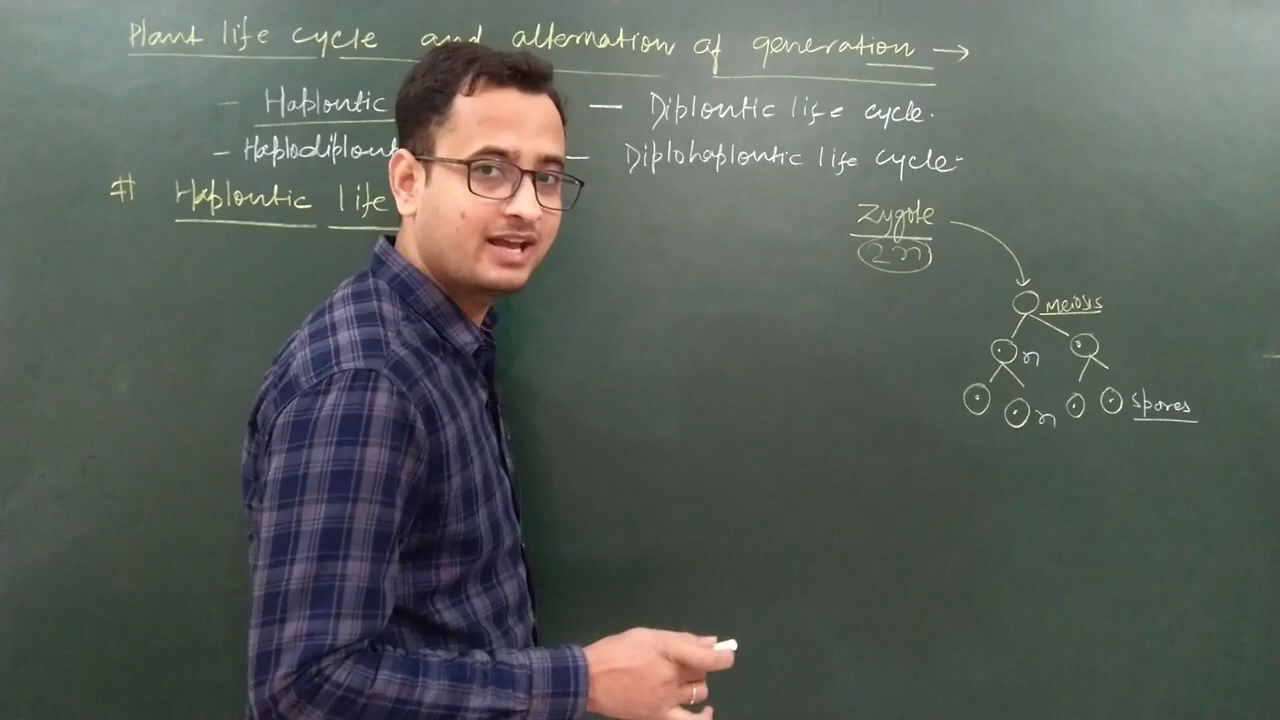 Plant life cycle and alternation of generation →
– Haplontic — Diplontic life cycle.
– Haplodiplont — Diplohaplontic life cycle-
# Haplontic life
Zygote
2n
meiosis
n
n spores